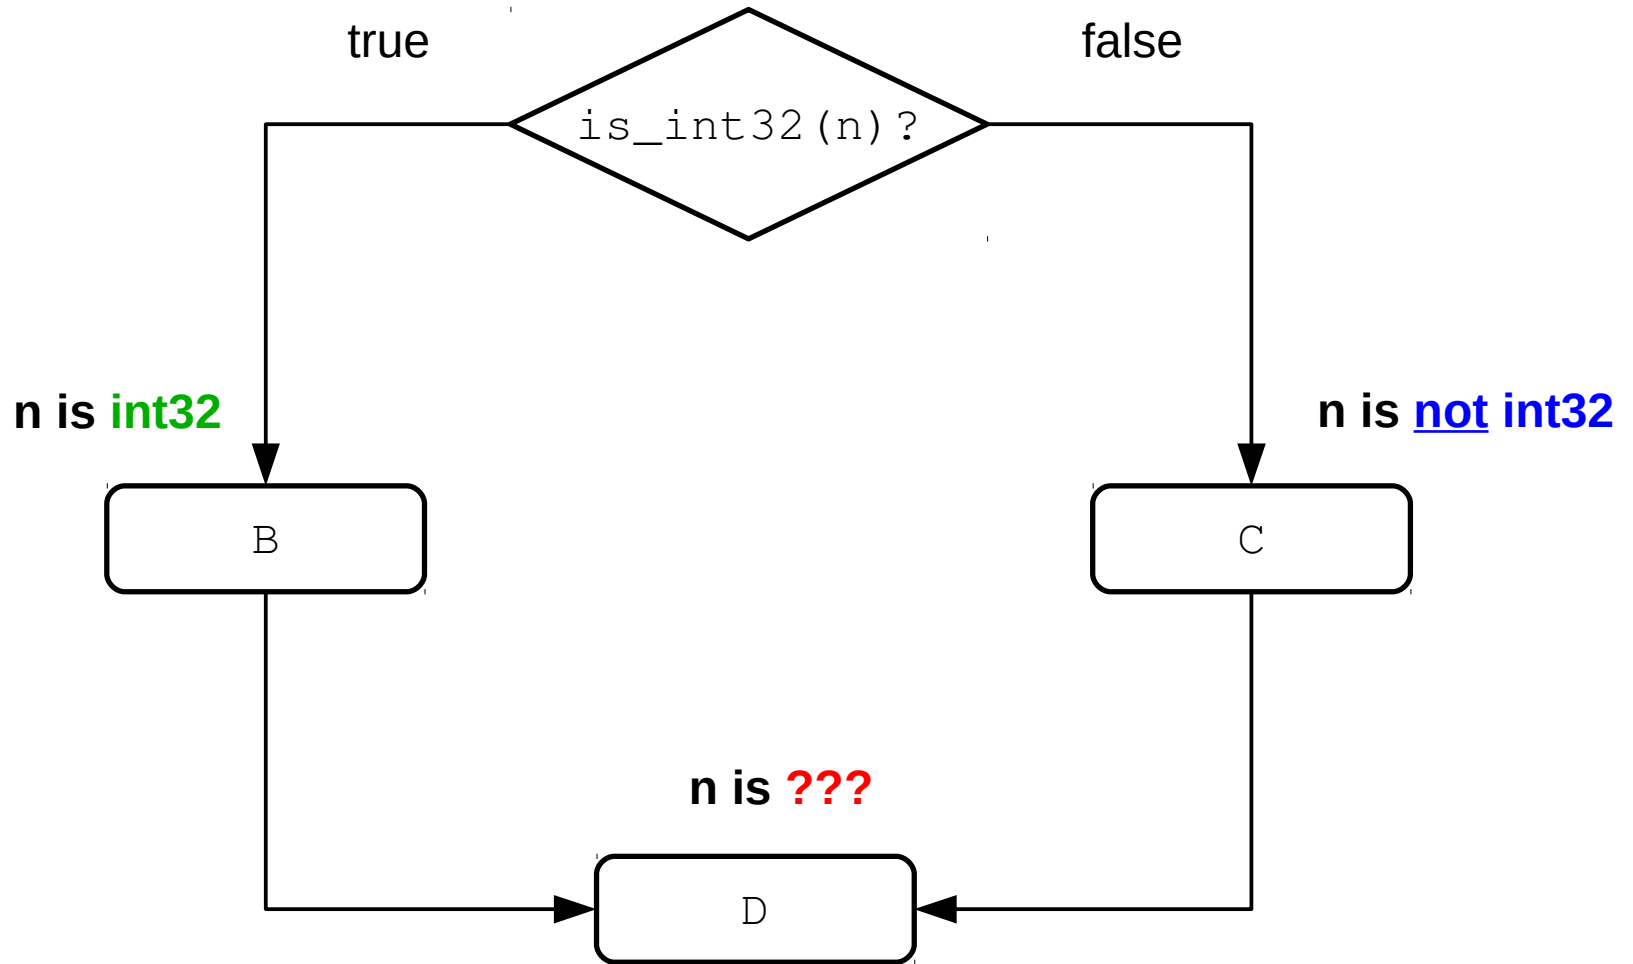 true
false
is_int32(n)?
n is int32
n is not int32
B
C
n is ???
D